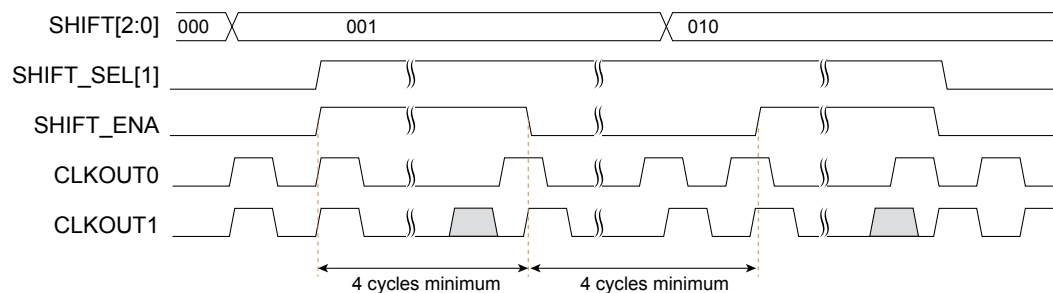 SHIFT[2:0] 000 001 010
SHIFT_SEL[1]
SHIFT_ENA
CLKOUT0
CLKOUT1
4 cycles minimum 4 cycles minimum